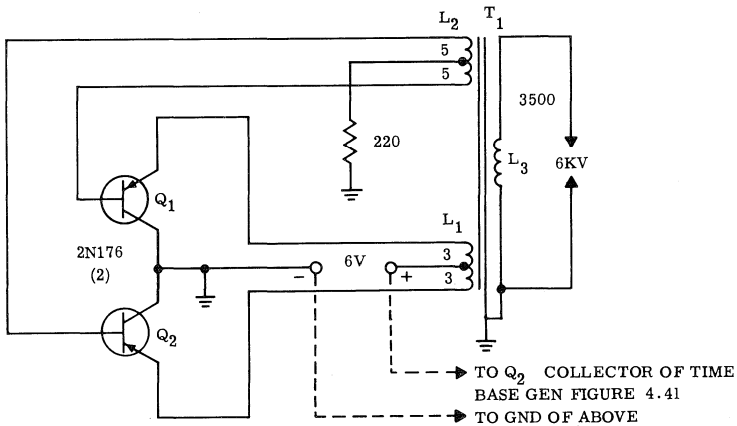 L2
T1
5
5
3500
220
6KV
L3
Q1
L1
2N176
(2)
6V
3
3
-
+
Q2
TO Q2 COLLECTOR OF TIME
BASE GEN FIGURE 4.41
TO GND OF ABOVE